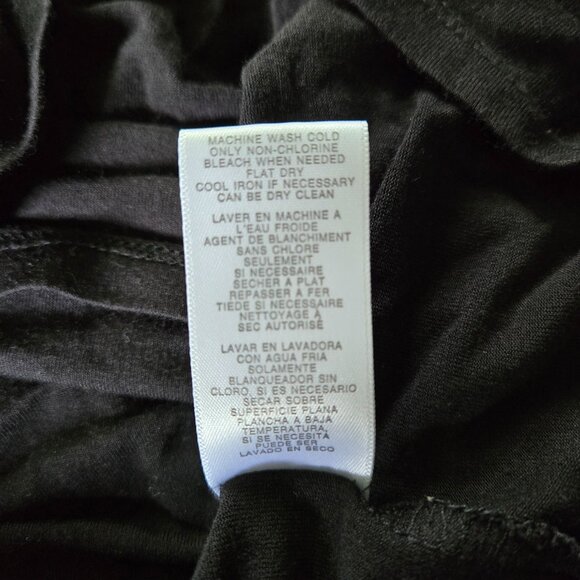 MACHINE WASH COLD
ONLY NON-CHLORINE
BLEACH WHEN NEEDED
FLAT DRY
COOL IRON IF NECESSARY
CAN BE DRY CLEAN
LAVER EN MACHINE A
L'EAU FROIDE
AGENT DE BLANCHIMENT
SANS CHLORE
SEULEMENT
SI NECESSAIRE
SECHER A PLAT
REPASSER A FER
TIEDE SI NECESSAIRE
NETTOYAGE À
SEC AUTORISÉ
LAVAR EN LAVADORA
CON AGUA FRIA
SOLAMENTE
BLANQUEADOR SIN
CLORO, SI ES NECESARIO
SECAR SOBRE
SUPERFICIE PLANA
PLANCHA A BAJA
TEMPERATURA,
SI SE NECESITA
PUEDE SER
LAVADO EN SECO